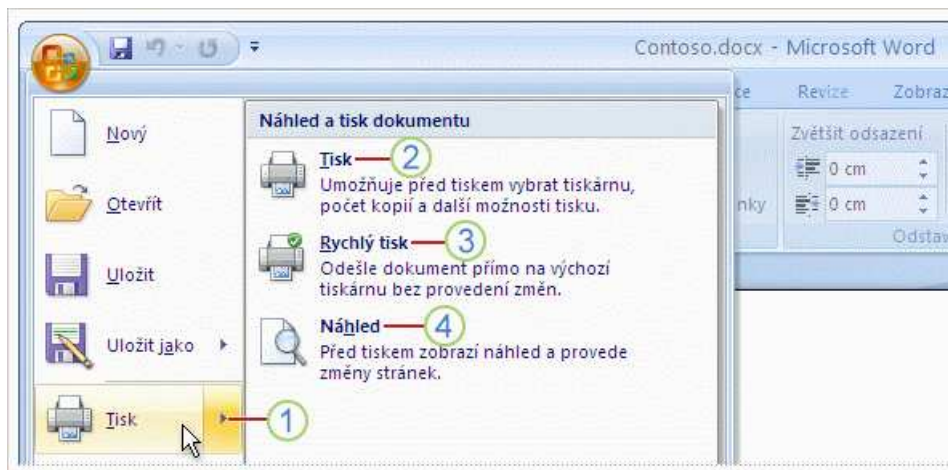 Contoso.docx - Microsoft Word
ce Revize Zobraz
Nový
Otevřít
Uložit
Uložit jako
Tisk
1
Náhled a tisk dokumentu
Tisk 2
Umožňuje před tiskem vybrat tiskárnu,
počet kopií a další možnosti tisku.
Rychlý tisk 3
Odešle dokument přímo na výchozí
tiskárnu bez provedení změn.
Náhled 4
Před tiskem zobrazí náhled a provede
změny stránek.
Zvětšit odsazení
0 cm
nky
0 cm
Odstav